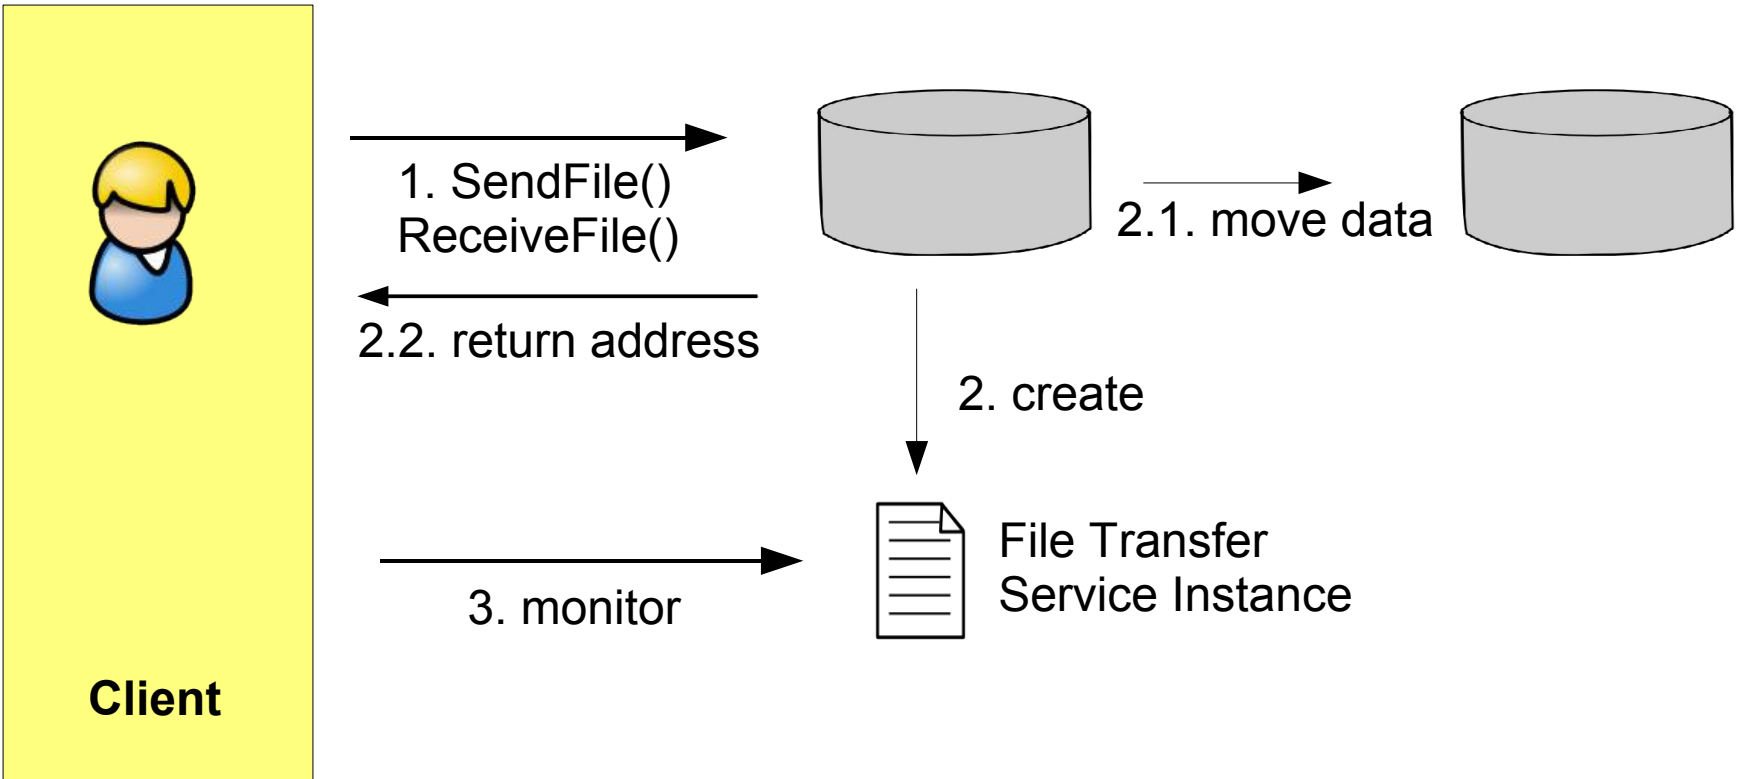 1. SendFile()
ReceiveFile()
2.1. move data
2.2. return address
2. create
File Transfer
Service Instance
3. monitor
Client